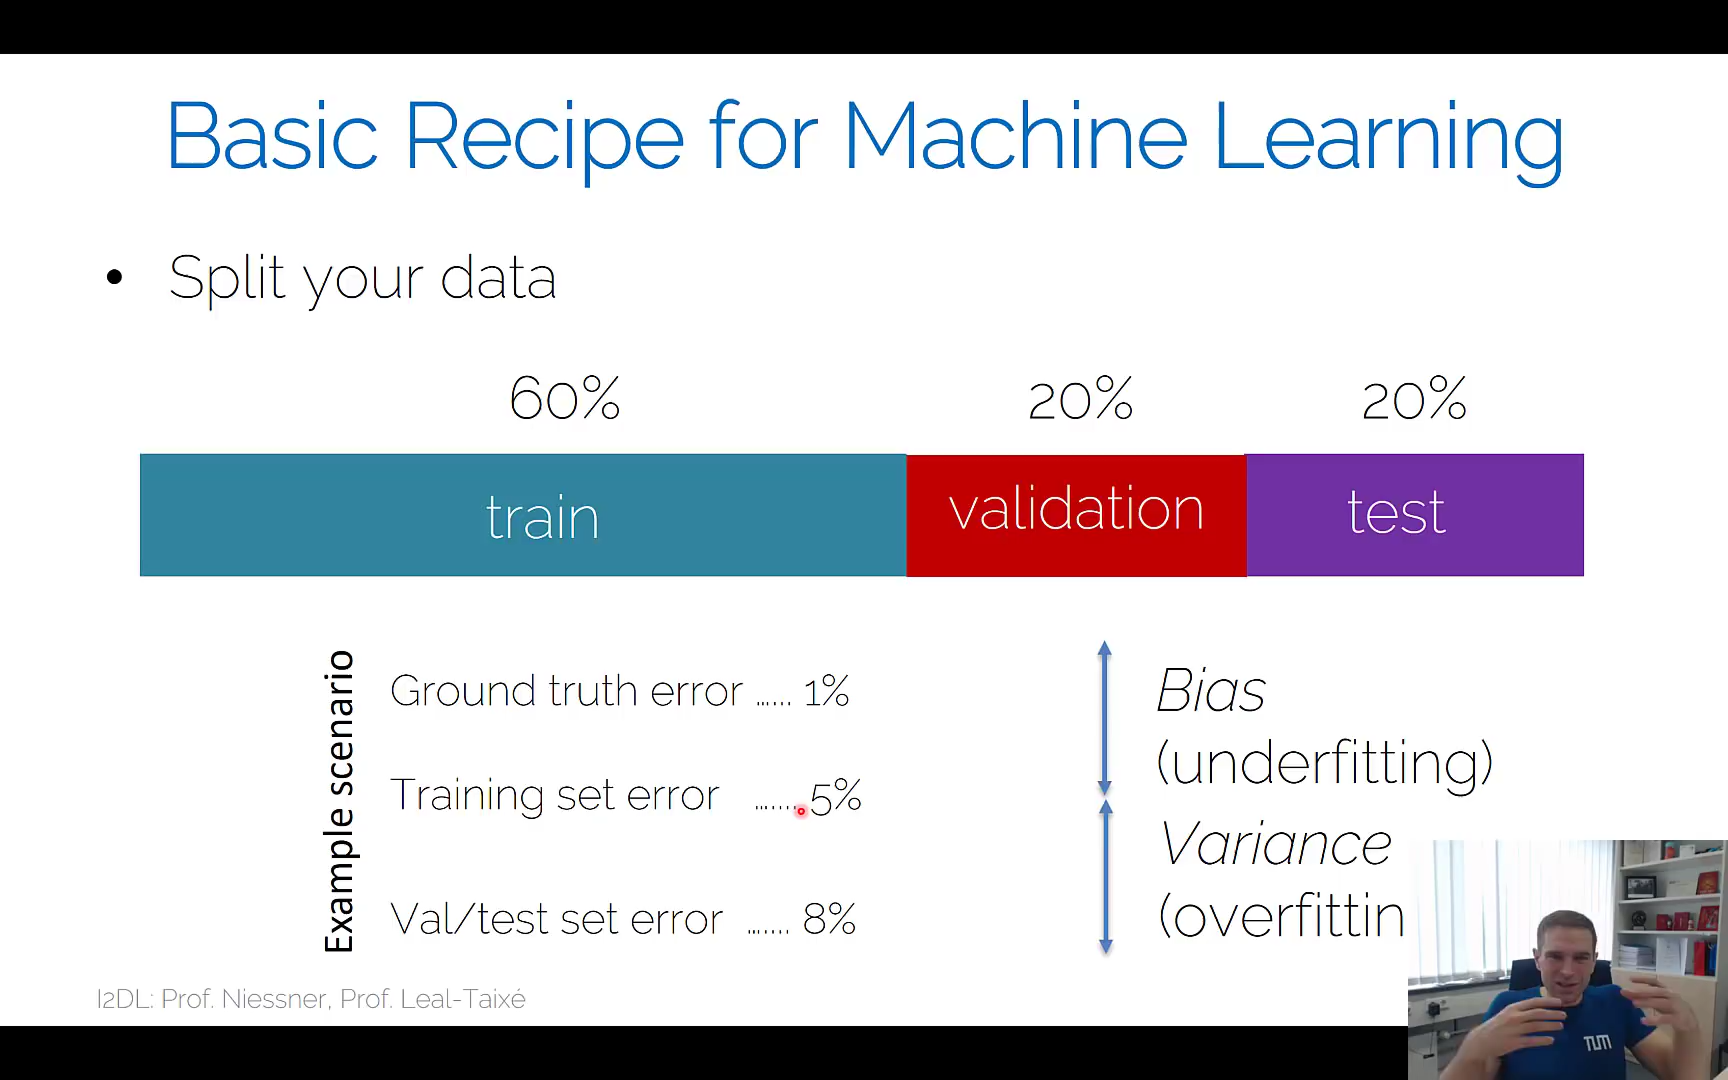 Basic Recipe for Machine Learning
• Split your data
60% 20% 20%
train validation test
Example scenario
Ground truth error ...... 1%
Training set error ....... 5%
Val/test set error ....... 8%
Bias
(underfitting)
Variance
(overfittin
I2DL: Prof. Niessner, Prof. Leal-Taixé
TUM